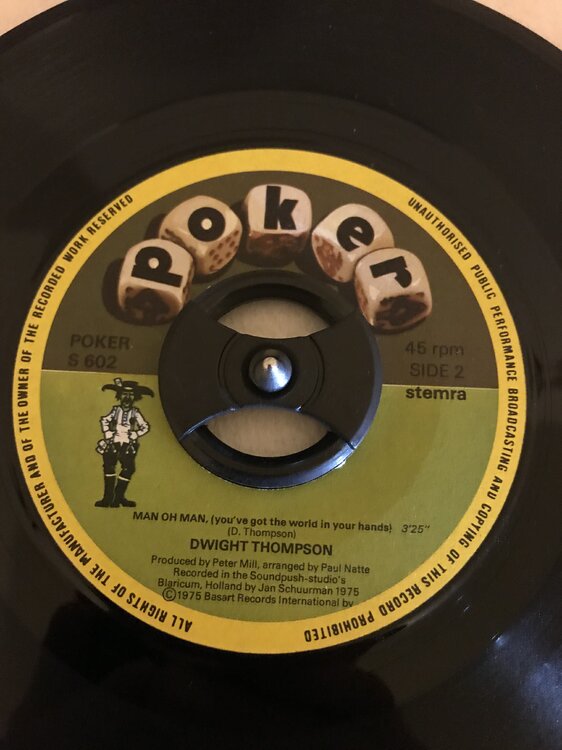 poker
POKER
S 602
45 rpm
SIDE 2
stemra
MAN OH MAN, (you've got the world in your hands) 3'25"
(D. Thompson)
DWIGHT THOMPSON
Produced by Peter Mill, arranged by Paul Natte
Recorded in the Soundpush-studio's
Blaricum, Holland by Jan Schuurman 1975
©1975 Basart Records International bv
ALL RIGHTS OF THE MANUFACTURER AND OF THE OWNER OF THE RECORDED WORK RESERVED
UNAUTHORISED PUBLIC PERFORMANCE BROADCASTING AND COPYING OF THIS RECORD PROHIBITED